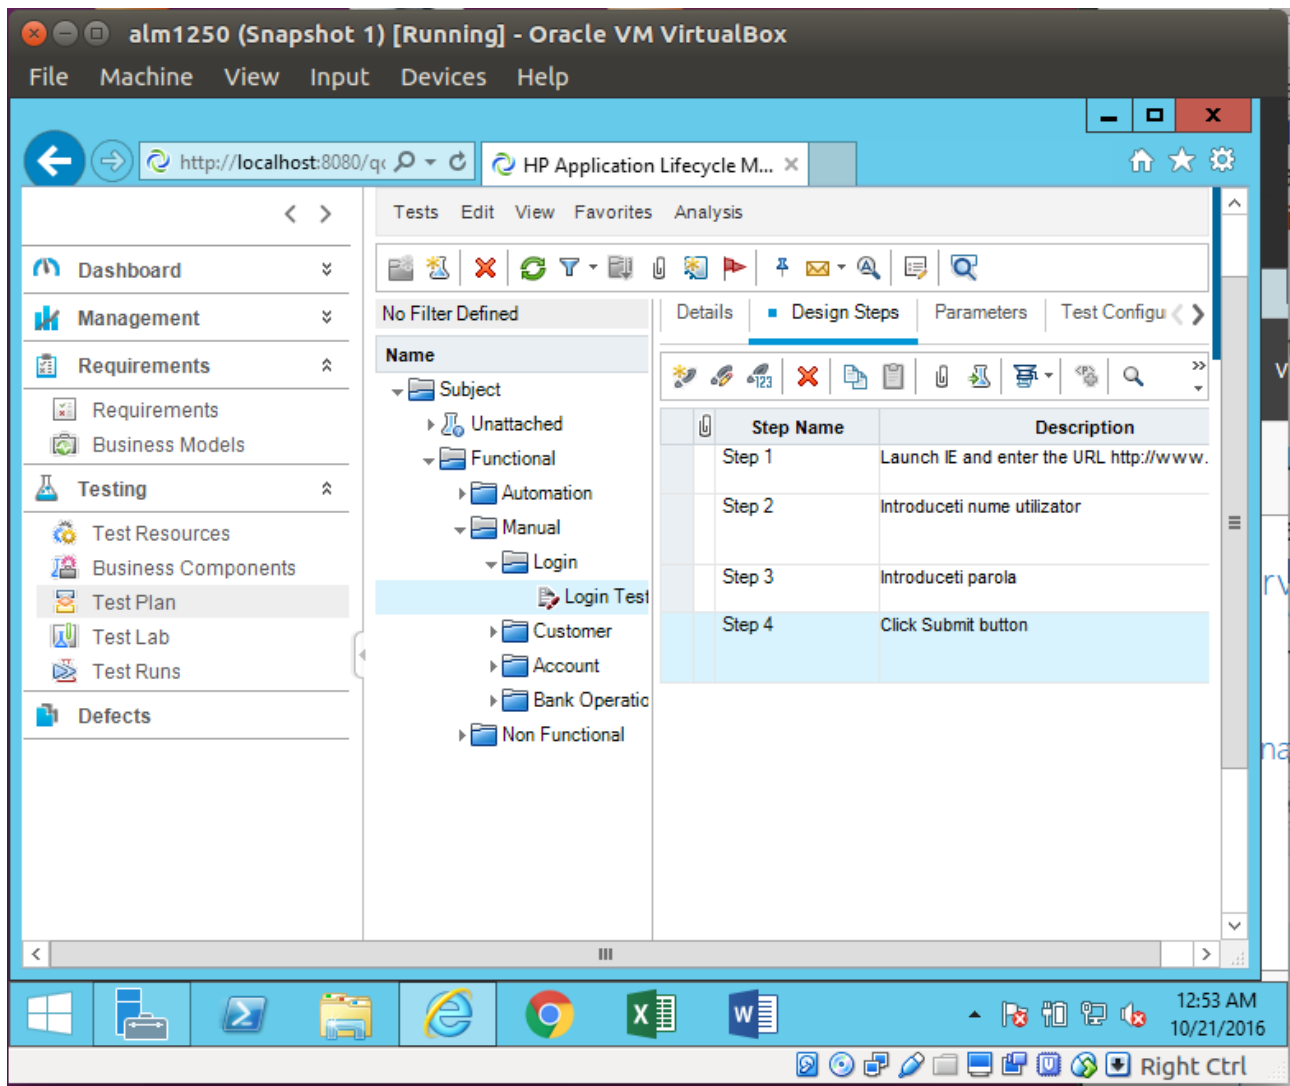 alm1250 (Snapshot 1) [Running] - Oracle VM VirtualBox
File Machine View Input Devices Help
http://localhost:8080/qc
HP Application Lifecycle M...
Tests Edit View Favorites Analysis
Dashboard
Management
Requirements
Requirements
Business Models
Testing
Test Resources
Business Components
Test Plan
Test Lab
Test Runs
Defects
No Filter Defined
Name
Subject
Unattached
Functional
Automation
Manual
Login
Login Test
Customer
Account
Bank Operatio
Non Functional
Details Design Steps Parameters Test Configu
Step Name Description
Step 1 Launch IE and enter the URL http://www.
Step 2 Introduceti nume utilizator
Step 3 Introduceti parola
Step 4 Click Submit button
12:53 AM
10/21/2016
Right Ctrl